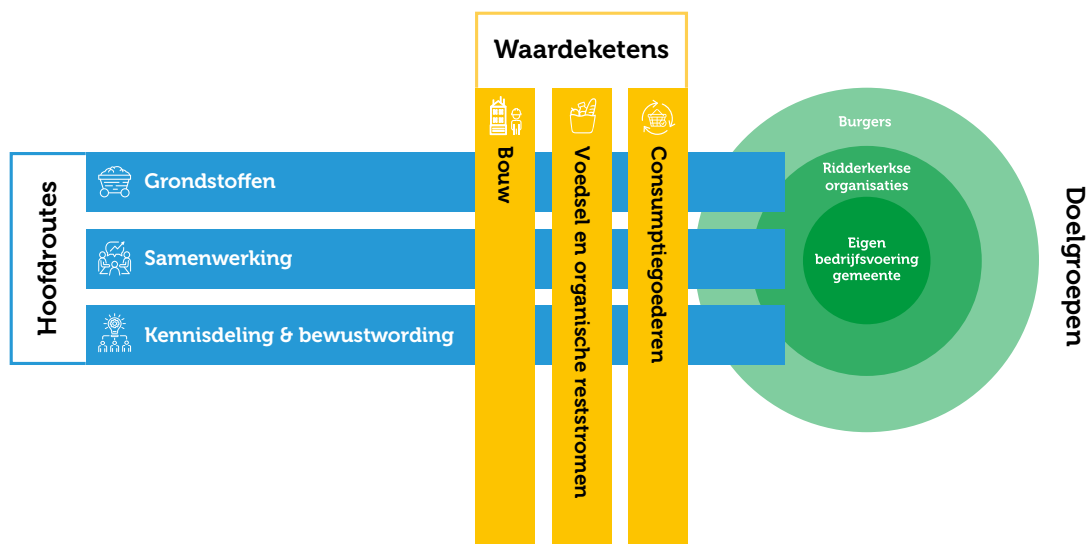 Waardeketens
Bouw
Voedsel en organische reststromen
Consumptiegoederen
Hoofdroutes
Grondstoffen
Samenwerking
Kennisdeling & bewustwording
Burgers
Ridderkerkse
organisaties
Eigen
bedrijfsvoering
gemeente
Doelgroepen